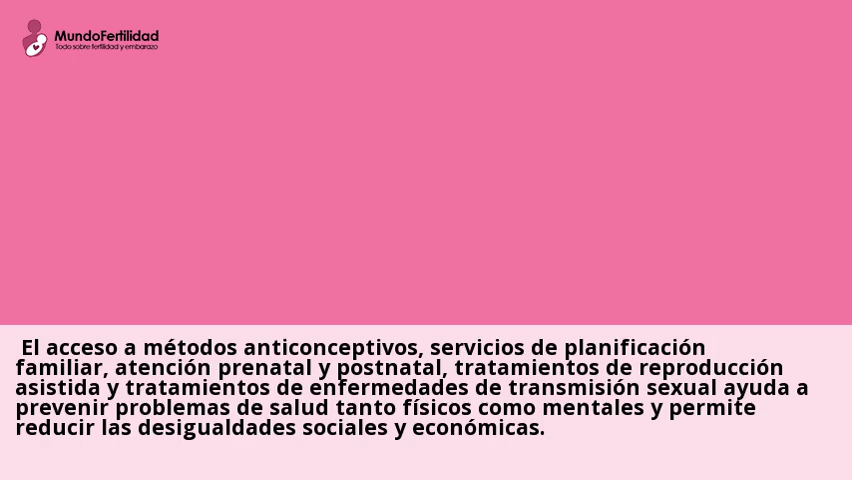 MundoFertilidad
Todo sobre fertilidad y embarazo
El acceso a métodos anticonceptivos, servicios de planificación
familiar, atención prenatal y postnatal, tratamientos de reproducción
asistida y tratamientos de enfermedades de transmisión sexual ayuda a
prevenir problemas de salud tanto físicos como mentales y permite
reducir las desigualdades sociales y económicas.